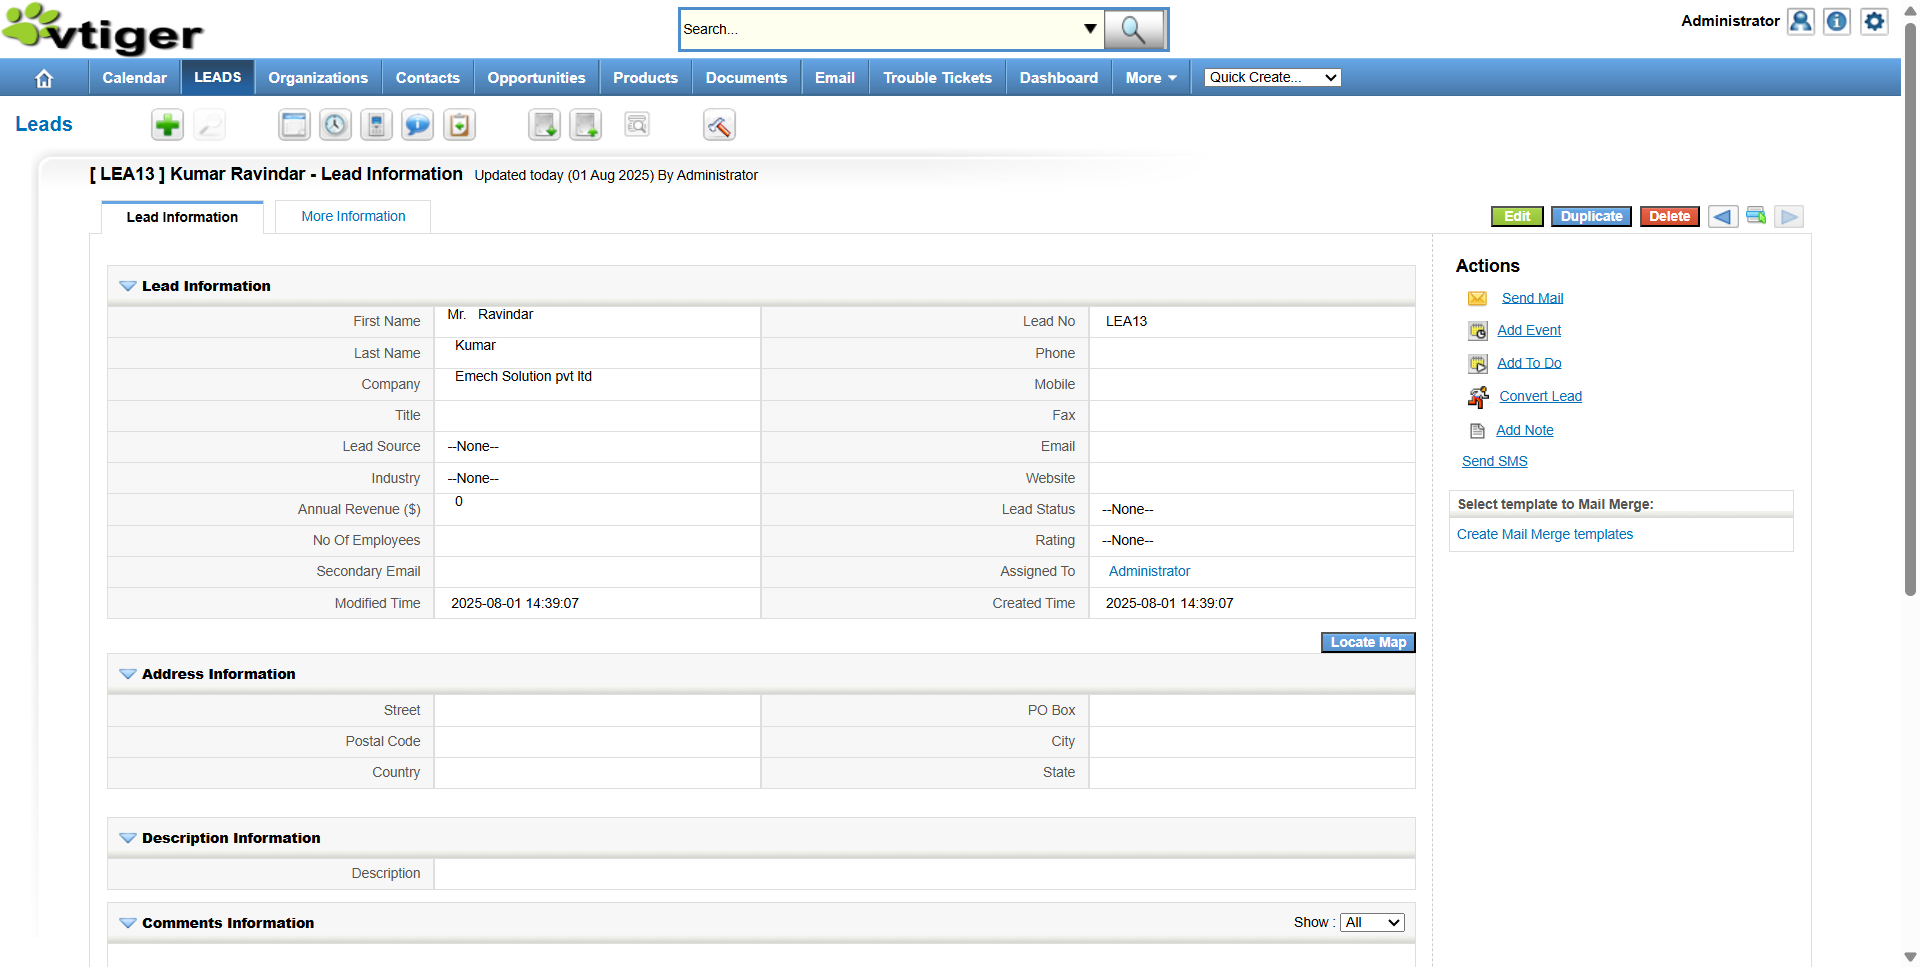 vtiger
Search...
Administrator
Calendar LEADS Organizations Contacts Opportunities Products Documents Email Trouble Tickets Dashboard More Quick Create...
Leads
[ LEA13 ] Kumar Ravindar - Lead Information Updated today (01 Aug 2025) By Administrator
Lead Information More Information
Edit Duplicate Delete
Lead Information
First Name Mr. Ravindar Lead No LEA13
Last Name Kumar Phone
Company Emech Solution pvt ltd Mobile
Title Fax
Lead Source --None-- Email
Industry --None-- Website
Annual Revenue ($) 0 Lead Status --None--
No Of Employees Rating --None--
Secondary Email Assigned To Administrator
Modified Time 2025-08-01 14:39:07 Created Time 2025-08-01 14:39:07
Locate Map
Address Information
Street PO Box
Postal Code City
Country State
Description Information
Description
Comments Information Show : All
Actions
Send Mail
Add Event
Add To Do
Convert Lead
Add Note
Send SMS
Select template to Mail Merge:
Create Mail Merge templates